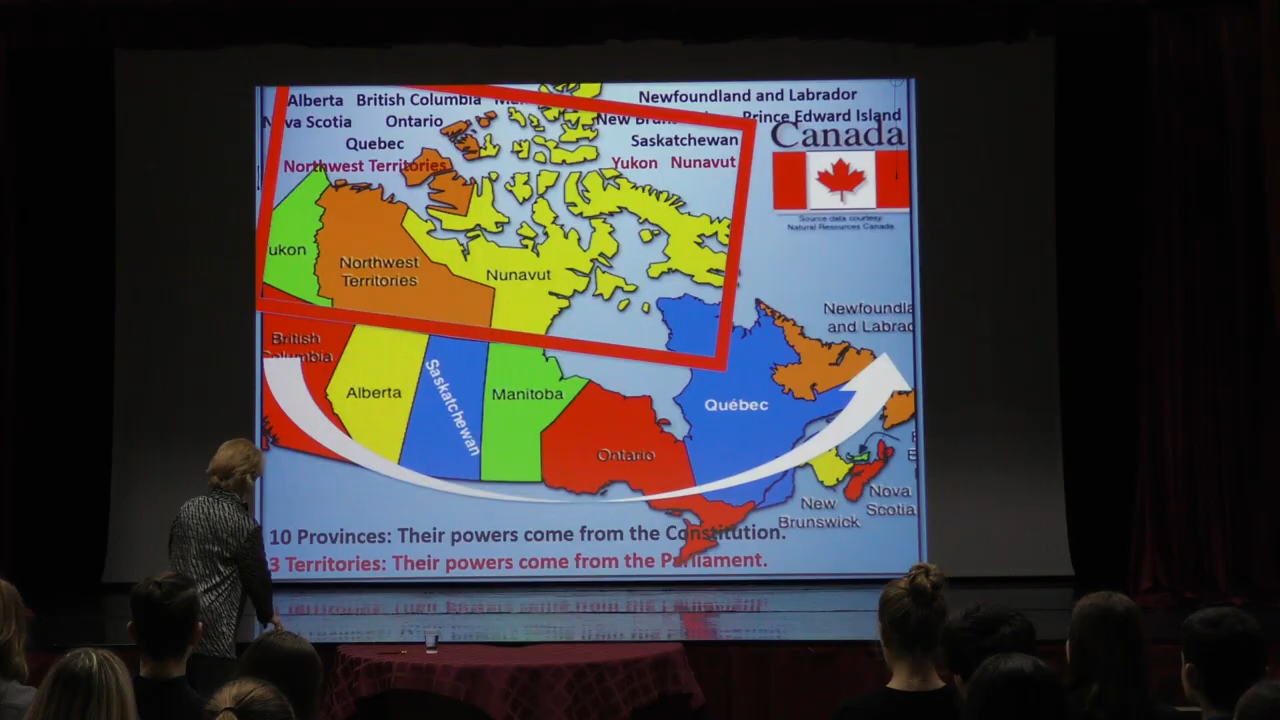 Alberta British Columbia
Newfoundland and Labrador
Nova Scotia Ontario
New Prince Edward Island
Quebec
Saskatchewan
Northwest Territories
Yukon Nunavut
Canada
Source data courtesy
Natural Resources Canada
ukon
Northwest
Territories
Nunavut
Newfoundla
and Labrad
British
Columbia
Alberta
Saskatchewan
Manitoba
Québec
Ontario
New
Brunswick
Nova
Scotia
10 Provinces: Their powers come from the Constitution.
3 Territories: Their powers come from the Parliament.